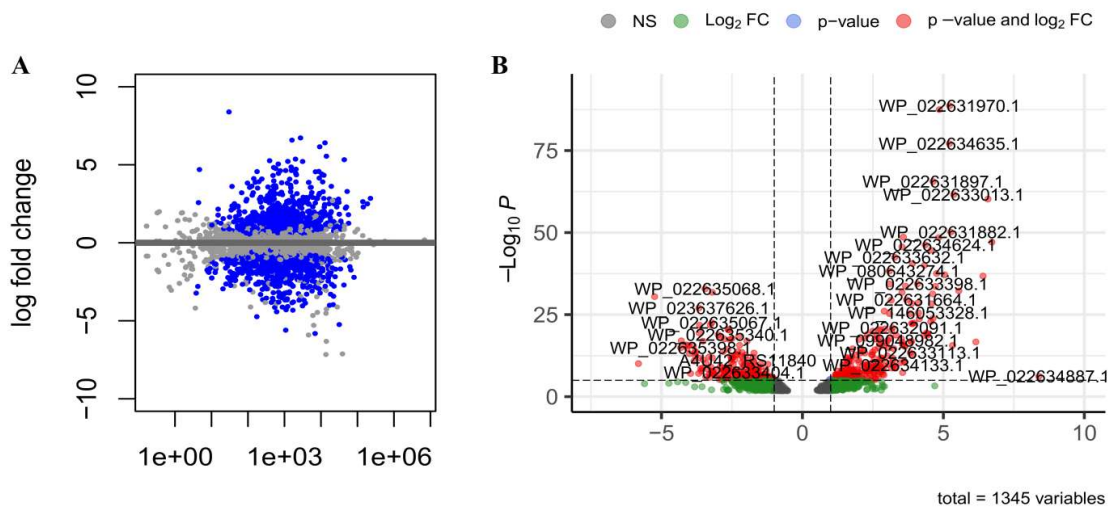 NS Log2 FC p−value p −value and log2 FC
A
B
10
5
0
−5
−10
log fold change
1e+00 1e+03 1e+06
−Log10 P
75
50
25
0
−5 0 5 10
WP_022631970.1
WP_022634635.1
WP_022631897.1
WP_022633013.1
WP_022631882.1
WP_022634624.1
WP_022633632.1
WP_080643274.1
WP_022633398.1
WP_022631664.1
WP_146053328.1
WP_022632091.1
WP_022633113.1
WP_022634133.1
WP_022634887.1
WP_022635068.1
WP_023637626.1
WP_022635067.1
WP_022635340.1
WP_022635398.1
A4U42_RS11840
WP_022633404.1
total = 1345 variables